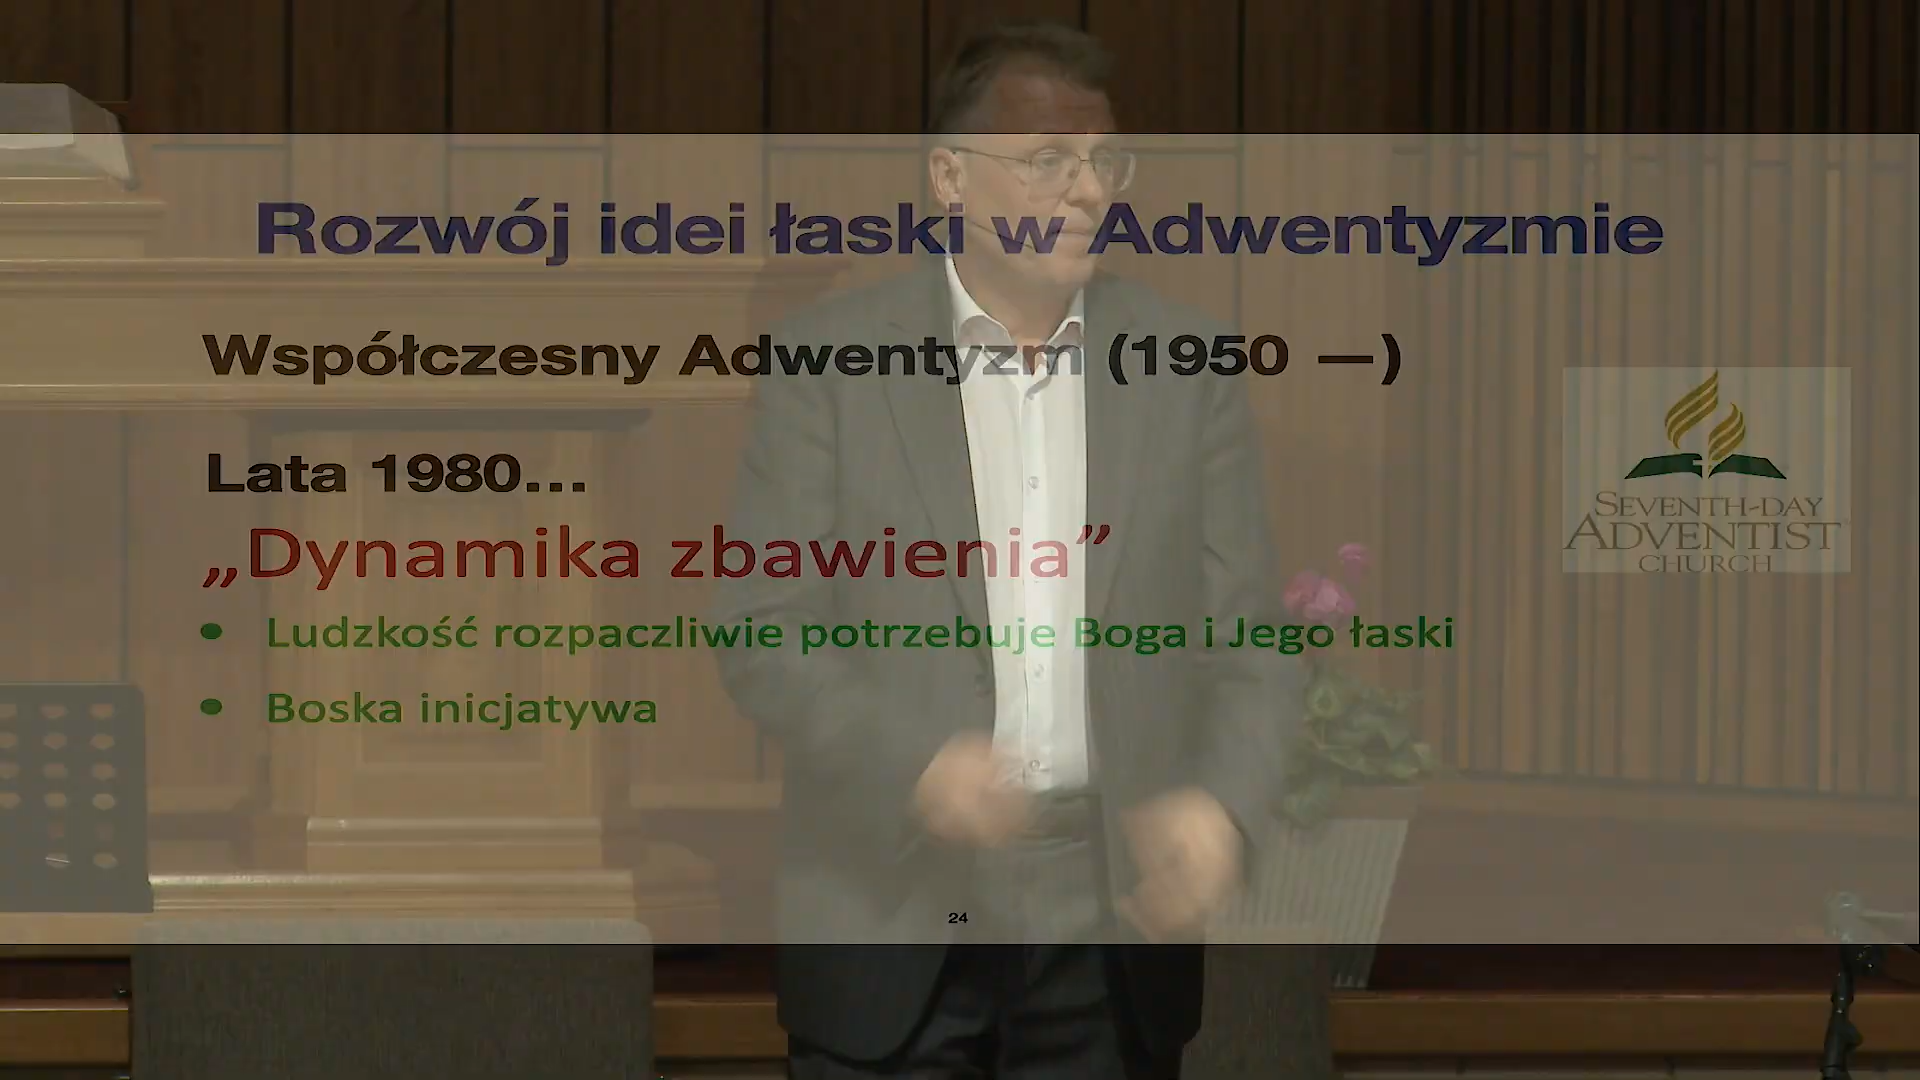 Rozwój idei łaski w Adwentyzmie
Współczesny Adwentyzm (1950 —)
Lata 1980...
„Dynamika zbawienia”
• Ludzkość rozpaczliwie potrzebuje Boga i Jego łaski
• Boska inicjatywa
SEVENTH-DAY
ADVENTIST
CHURCH
24